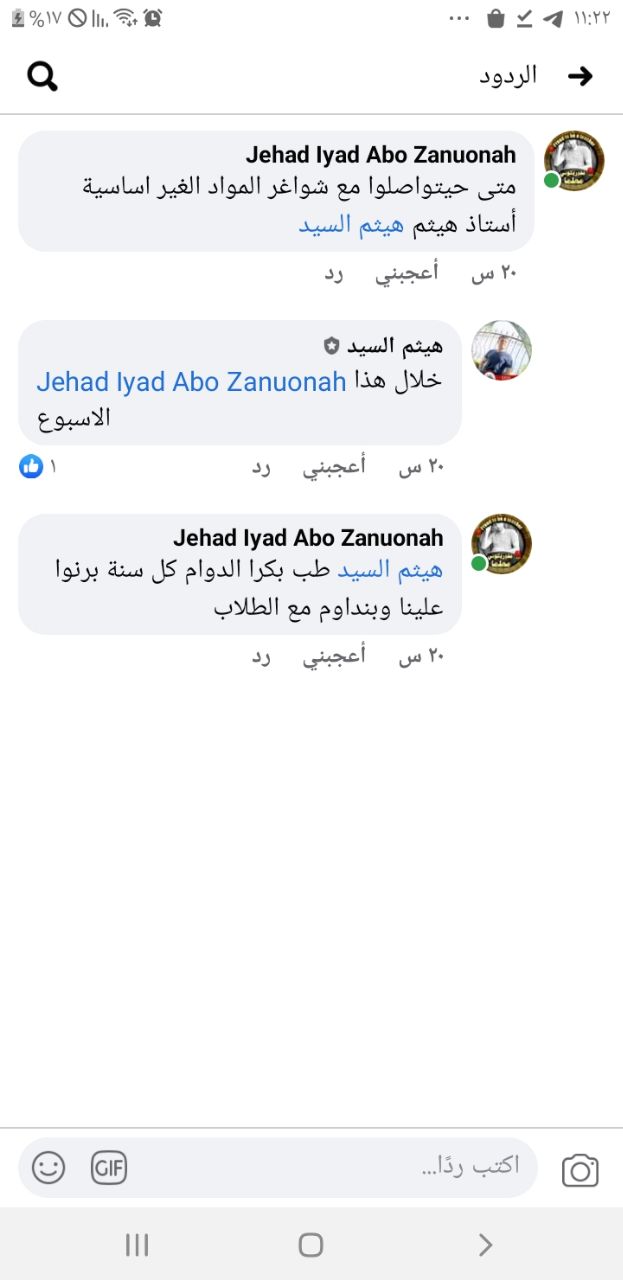 ١١:٢٢ ... %١٧
الردود
Jehad Iyad Abo Zanuonah
متى حيتواصلوا مع شواغر المواد الغير اساسية
أستاذ هيثم هيثم السيد
٢٠ س أعجبني رد
هيثم السيد
Jehad Iyad Abo Zanuonah خلال هذا
الاسبوع
٢٠ س أعجبني رد ١
Jehad Iyad Abo Zanuonah
هيثم السيد طب بكرا الدوام كل سنة برنوا
علينا وبنداوم مع الطلاب
٢٠ س أعجبني رد
اكتب ردًا...
GIF